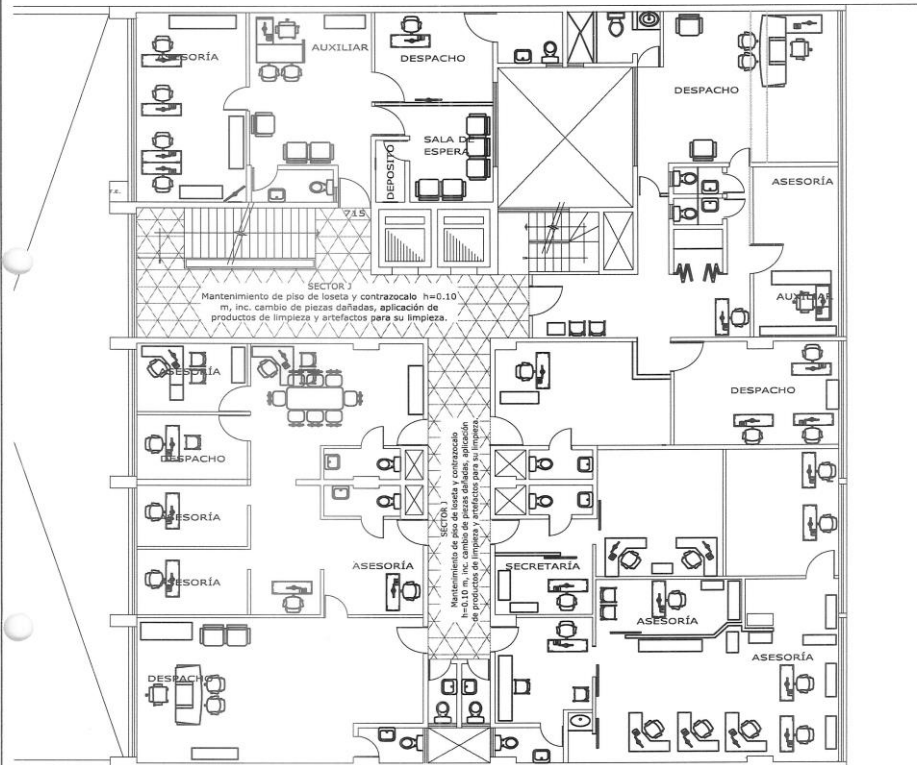 ASESORÍA
AUXILIAR
DESPACHO
DESPACHO
SALA DE
ESPERA
DEPOSITO
ASESORÍA
715
SECTOR J
Mantenimiento de piso de loseta y contrazocalo h=0.10
m, inc. cambio de piezas dañadas, aplicación de
productos de limpieza y artefactos para su limpieza.
AUXILIAR
ASESORÍA
DESPACHO
DESPACHO
SECTOR J
Mantenimiento de piso de loseta y contrazocalo
h=0.10 m, inc. cambio de piezas dañadas, aplicación
de productos de limpieza y artefactos para su limpieza.
ASESORÍA
ASESORÍA
ASESORÍA
SECRETARÍA
ASESORÍA
ASESORÍA
DESPACHO